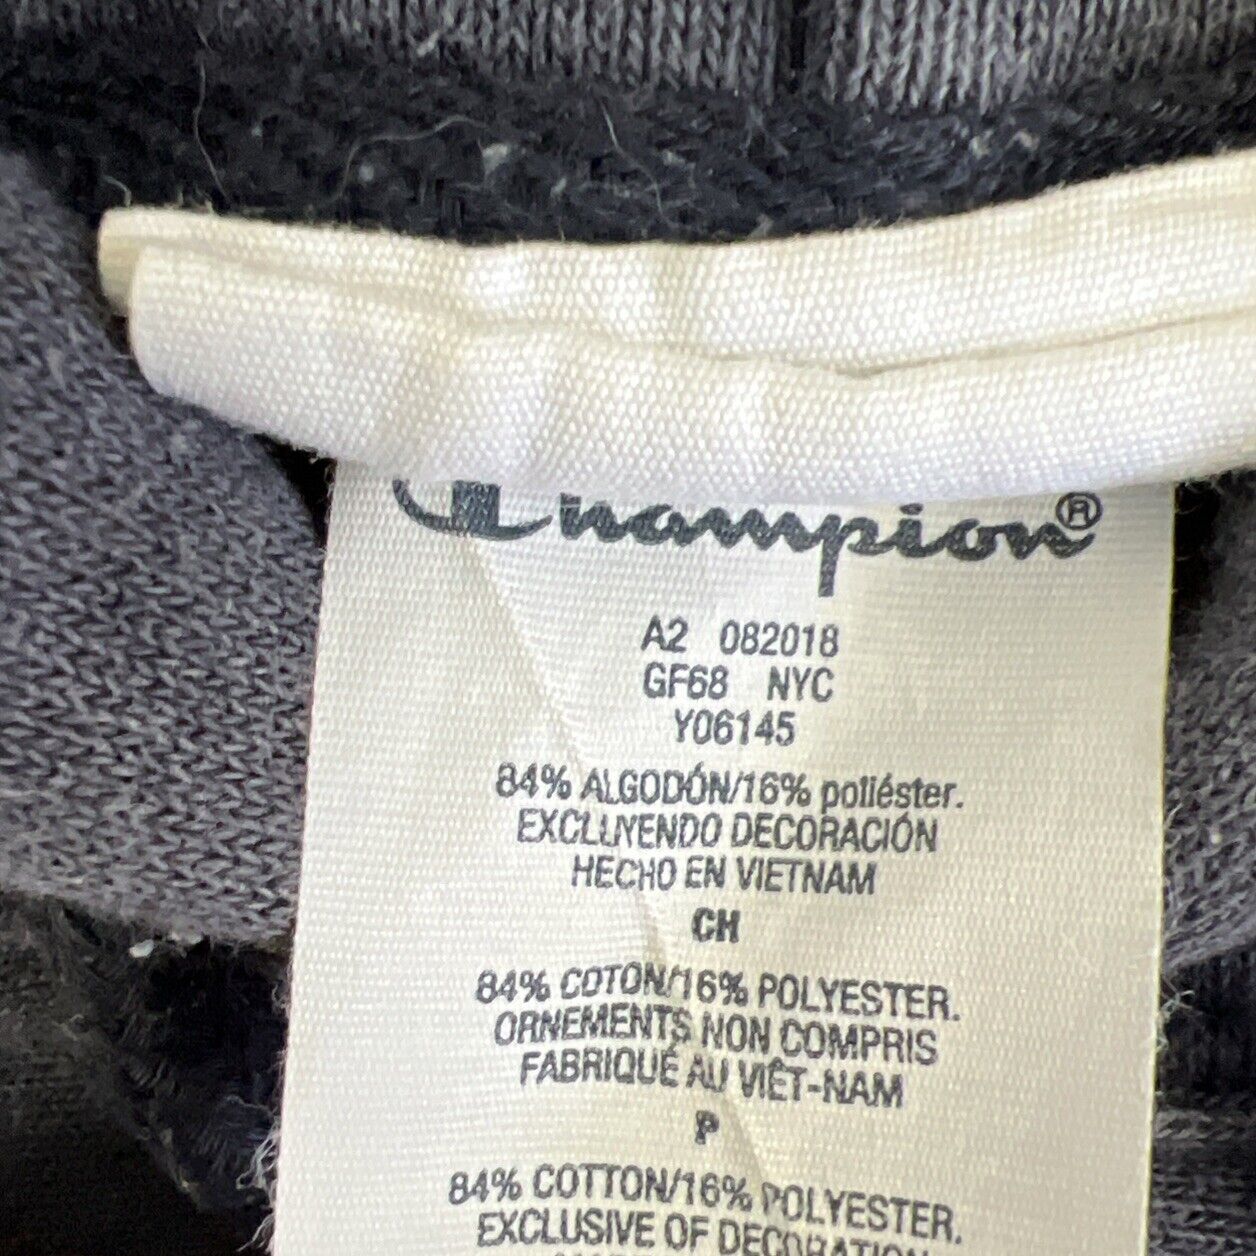 Champion®
A2 082018
GF68 NYC
Y06145
84% ALGODÓN/16% poliéster.
EXCLUYENDO DECORACIÓN
HECHO EN VIETNAM
CH
84% COTON/16% POLYESTER.
ORNEMENTS NON COMPRIS
FABRIQUÉ AU VIÊT-NAM
P
84% COTTON/16% POLYESTER.
EXCLUSIVE OF DECORATION